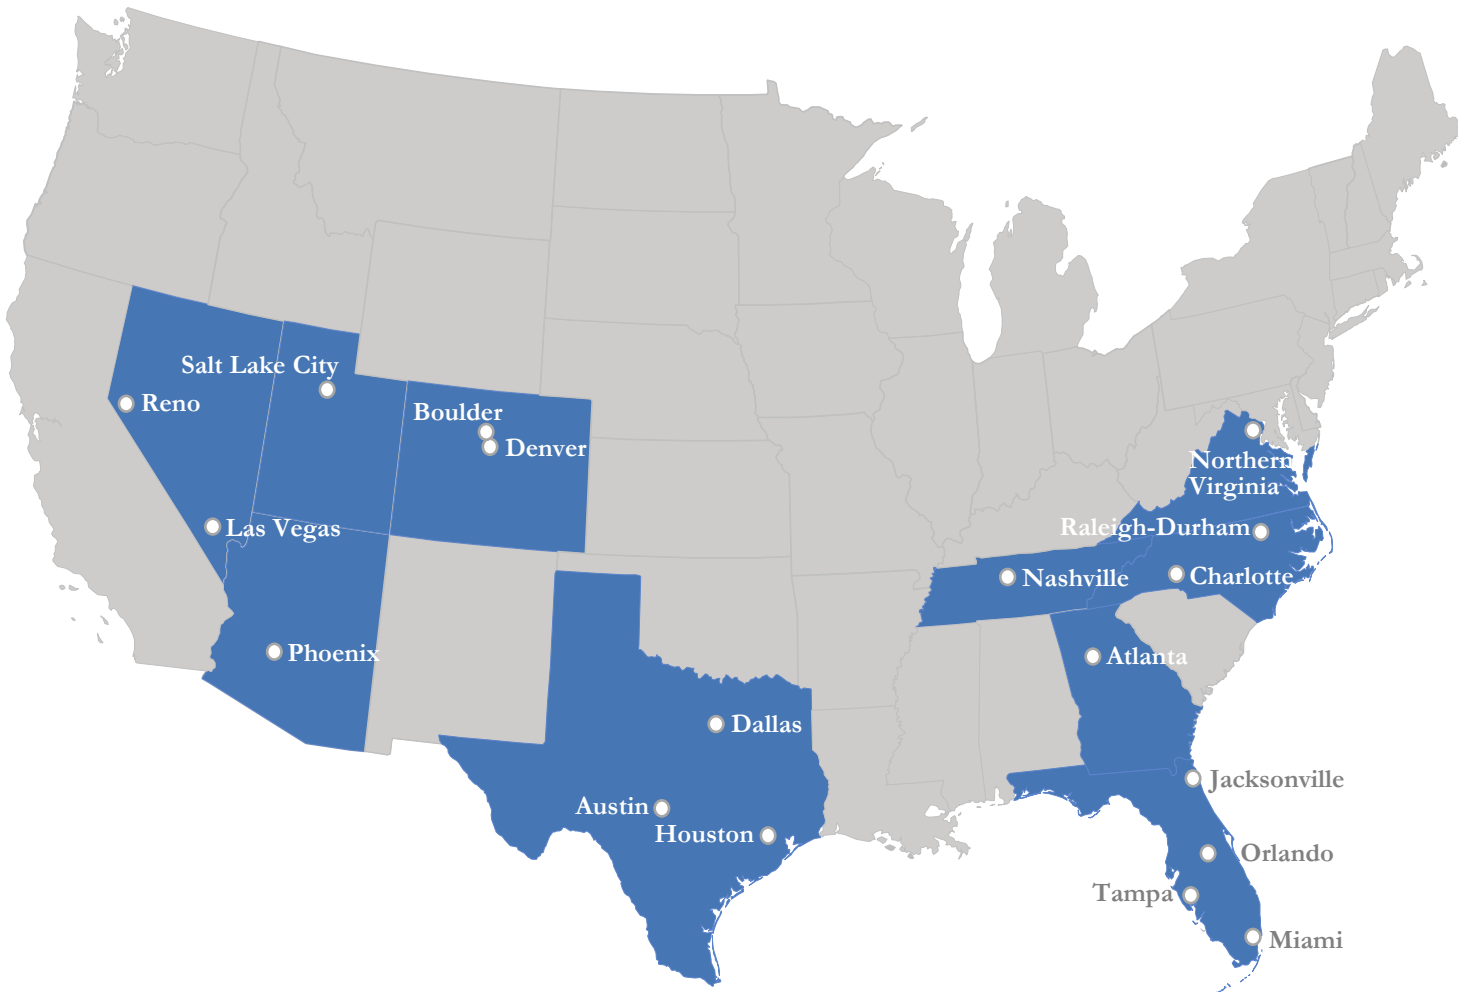 Salt Lake City
Reno
Boulder
Denver
Las Vegas
Northern
Virginia
Raleigh-Durham
Nashville
Charlotte
Phoenix
Atlanta
Dallas
Jacksonville
Austin
Houston
Orlando
Tampa
Miami